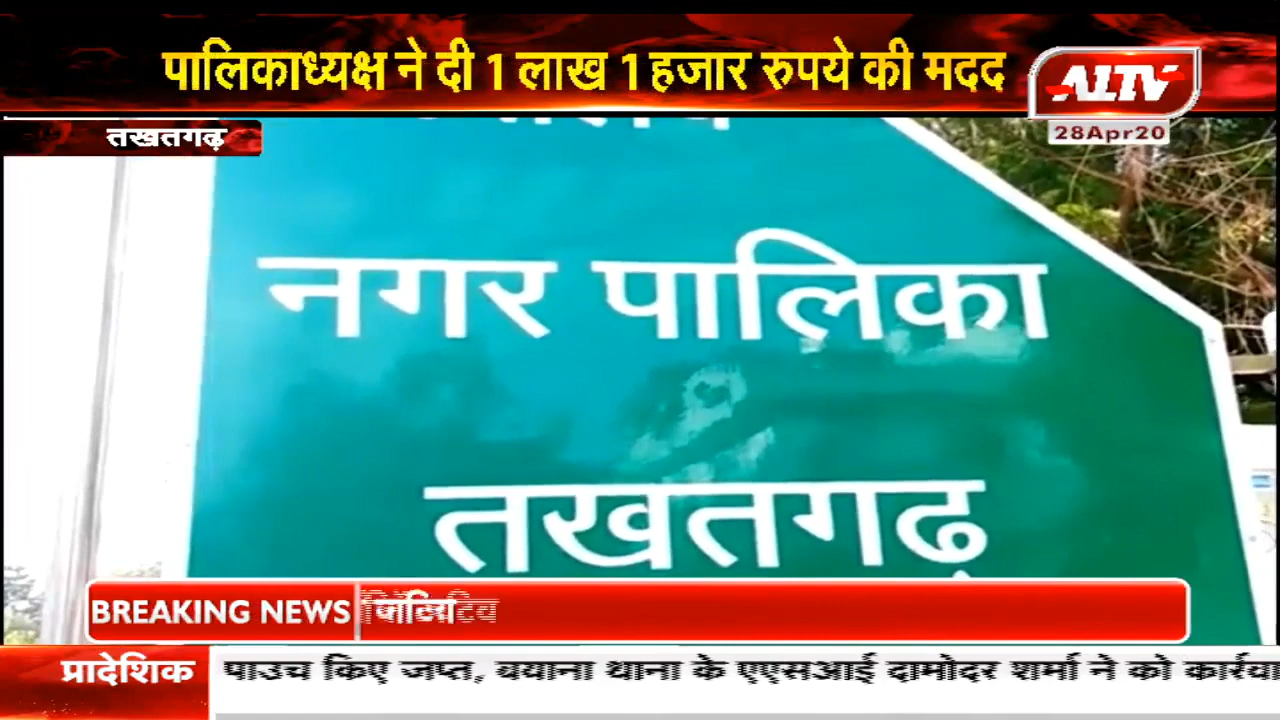 पालिकाध्यक्ष ने दी 1 लाख 1 हजार रुपये की मदद
ALTV
28Apr20
तखतगढ़
नगर पालिका
तखतगढ़
BREAKING NEWS
प्रादेशिक
पाउच किए जप्त, बयाना थाना के एएसआई दामोदर शर्मा ने की